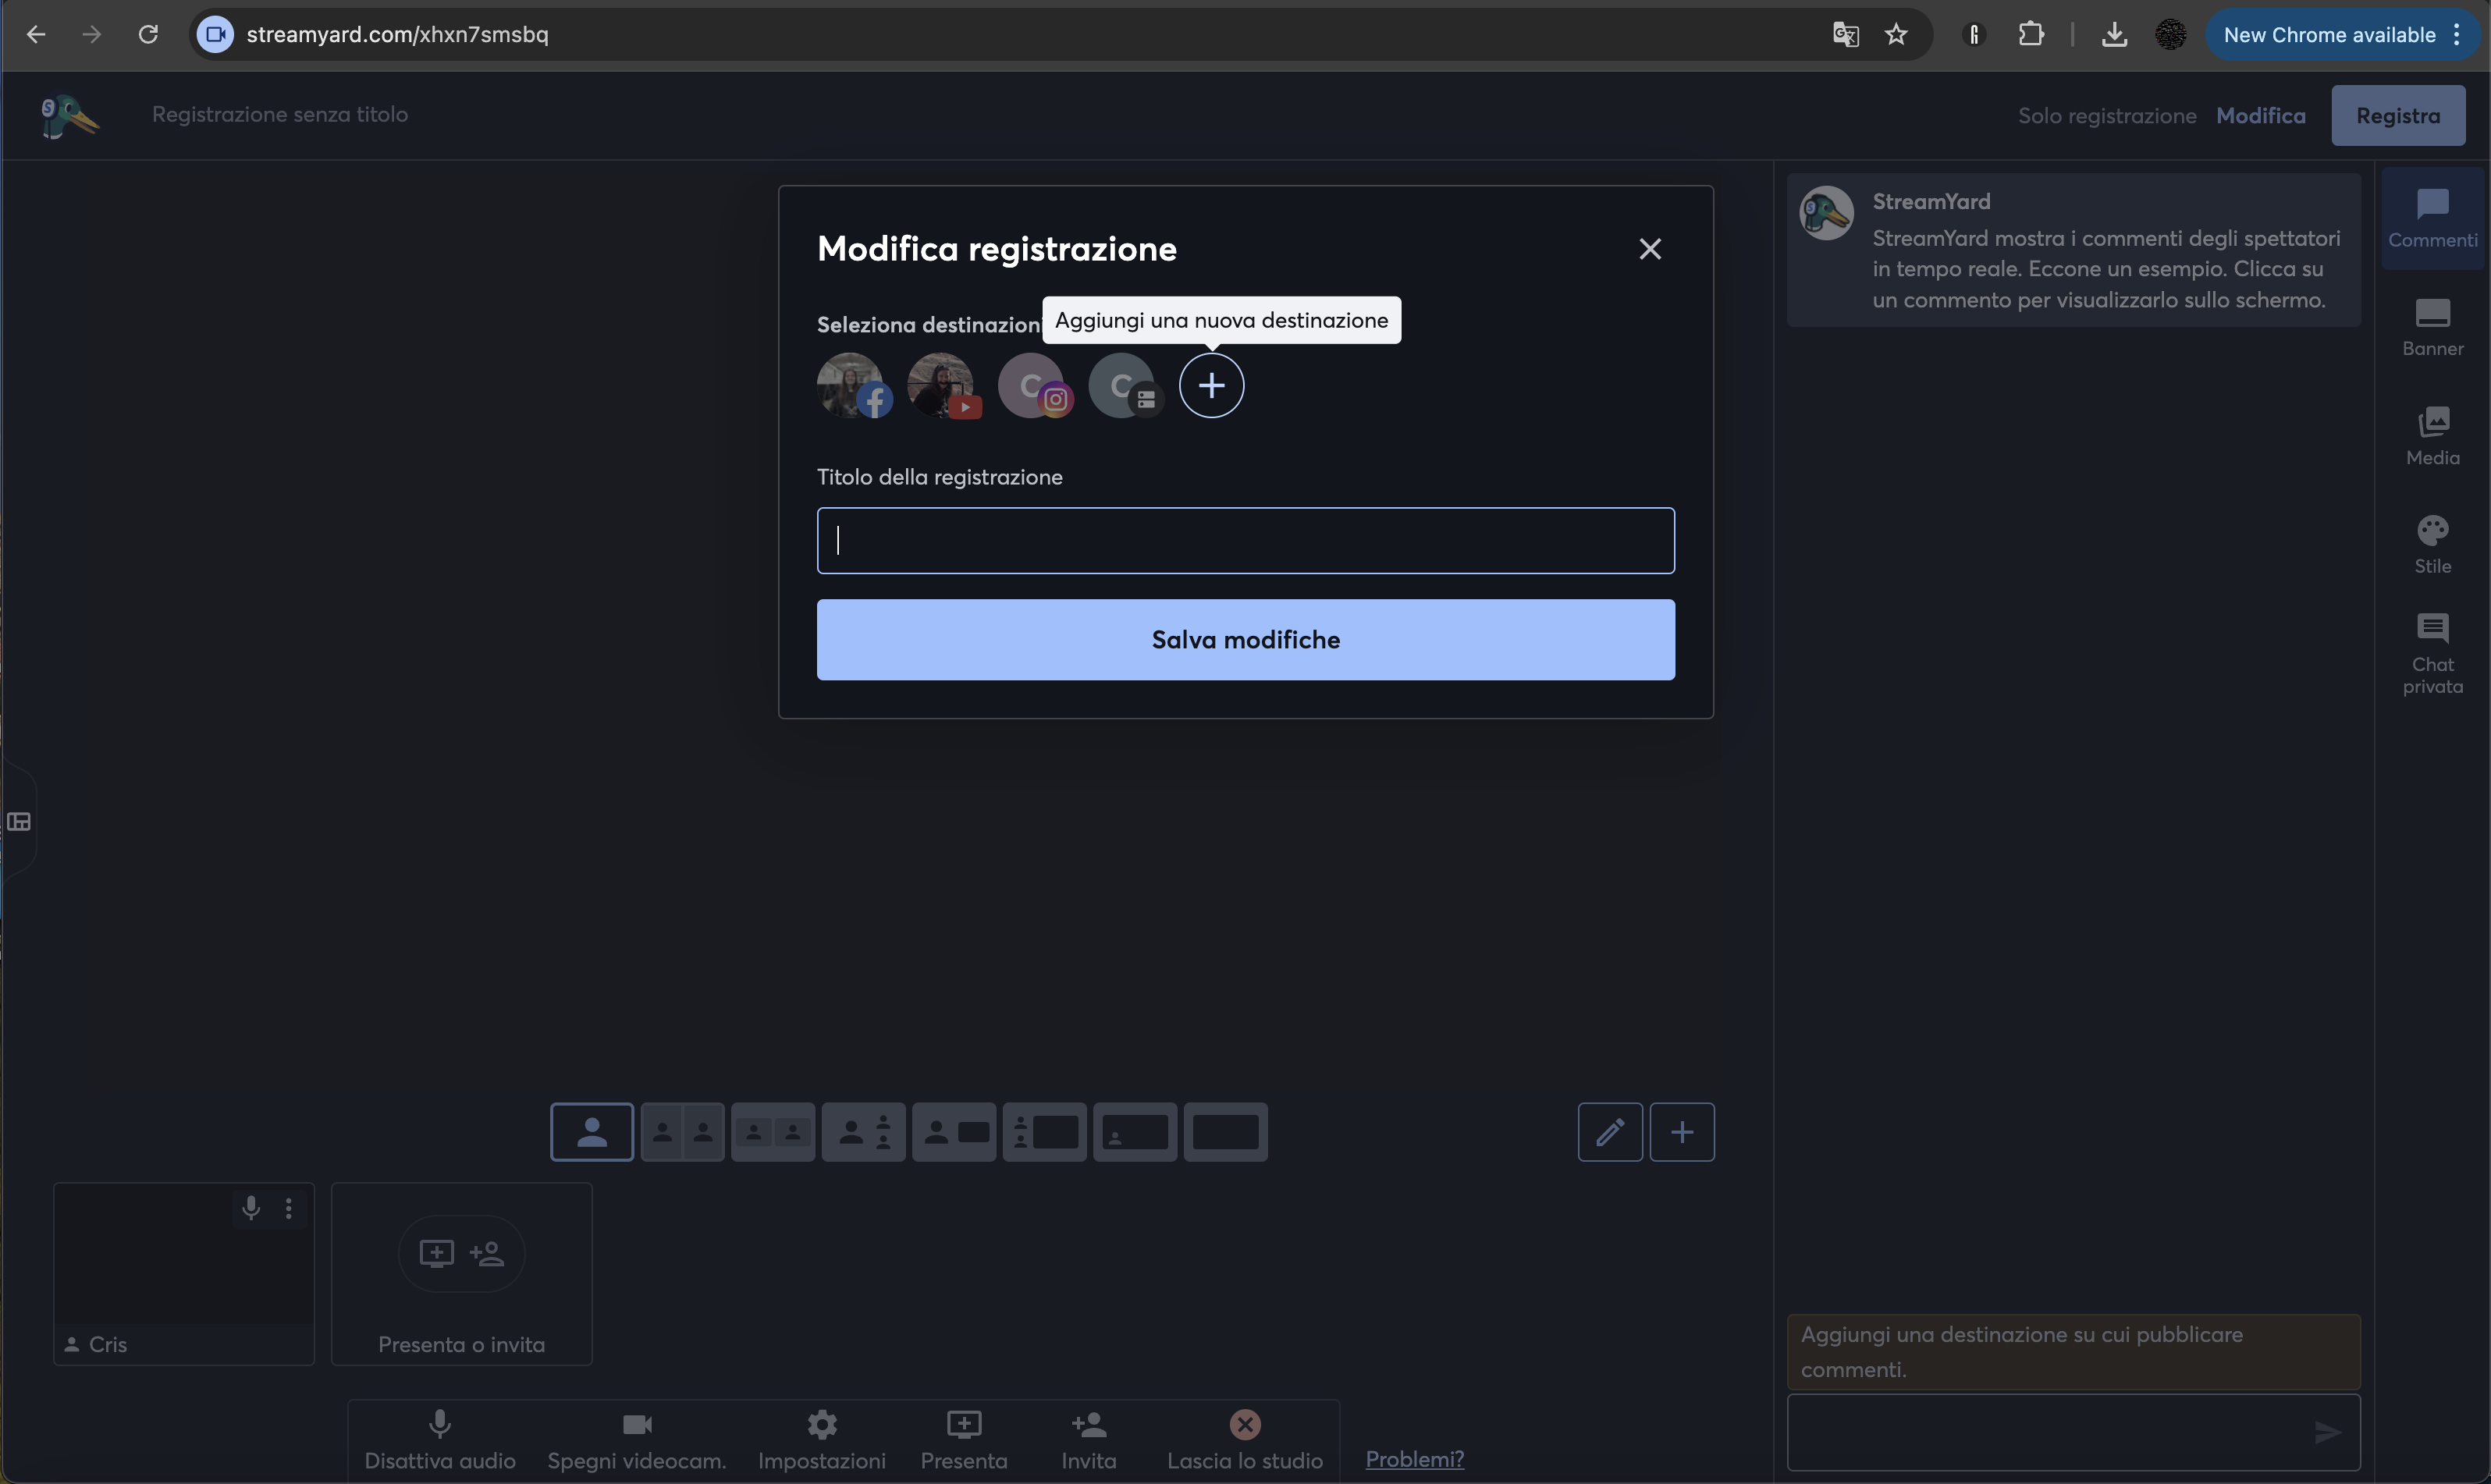 streamyard.com/xhxn7smsbq
New Chrome available
Registrazione senza titolo
Solo registrazione
Modifica
Registra
Modifica registrazione
Seleziona destinazioni
Aggiungi una nuova destinazione
C
C
Titolo della registrazione
Salva modifiche
StreamYard
StreamYard mostra i commenti degli spettatori
in tempo reale. Eccone un esempio. Clicca su
un commento per visualizzarlo sullo schermo.
Commenti
Banner
Media
Stile
Chat
privata
Cris
Presenta o invita
Aggiungi una destinazione su cui pubblicare
commenti.
Disattiva audio
Spegni videocam.
Impostazioni
Presenta
Invita
Lascia lo studio
Problemi?